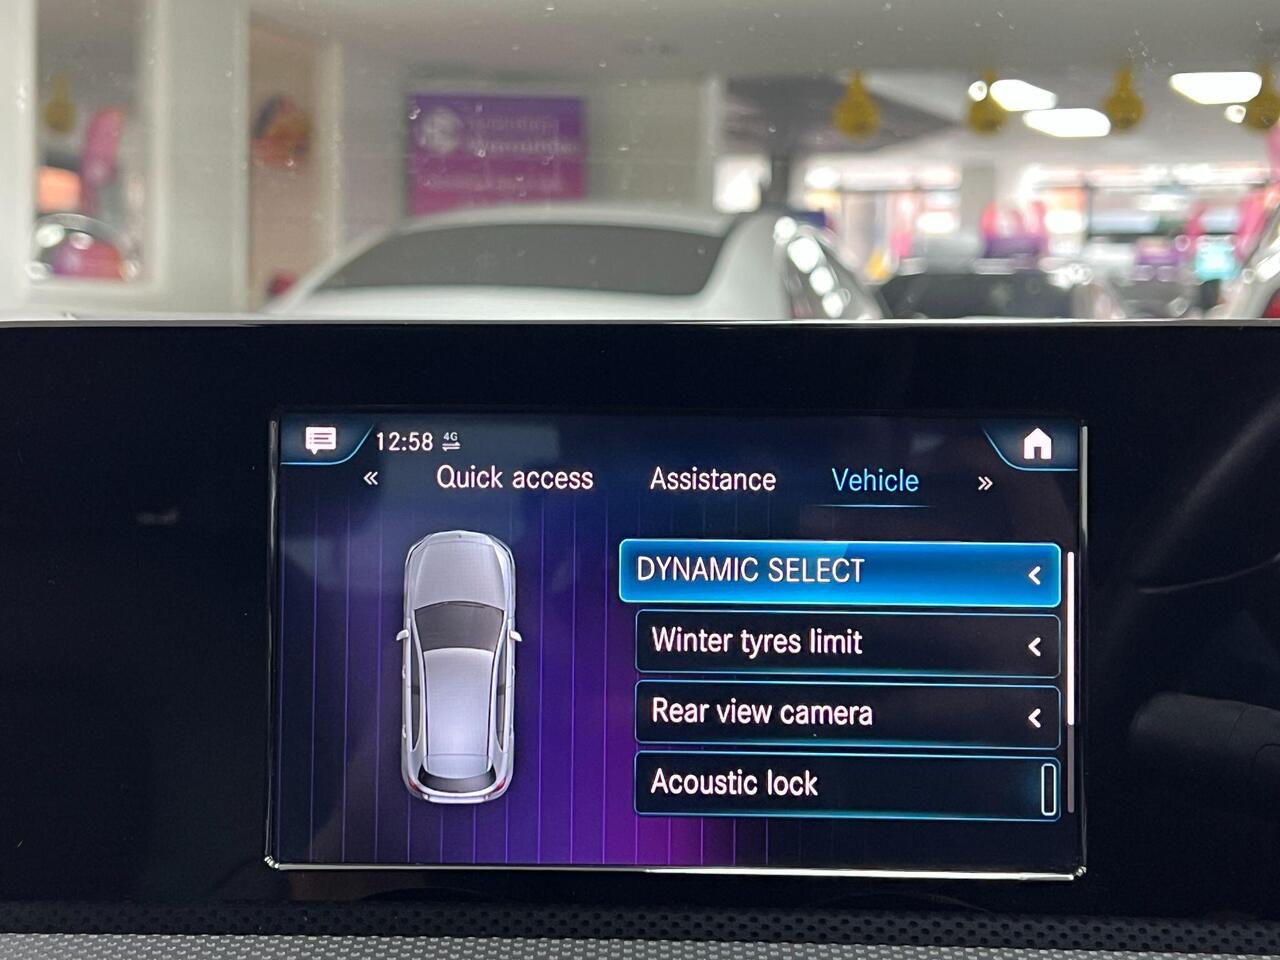 12:58 4G
« Quick access Assistance Vehicle »
DYNAMIC SELECT
Winter tyres limit
Rear view camera
Acoustic lock